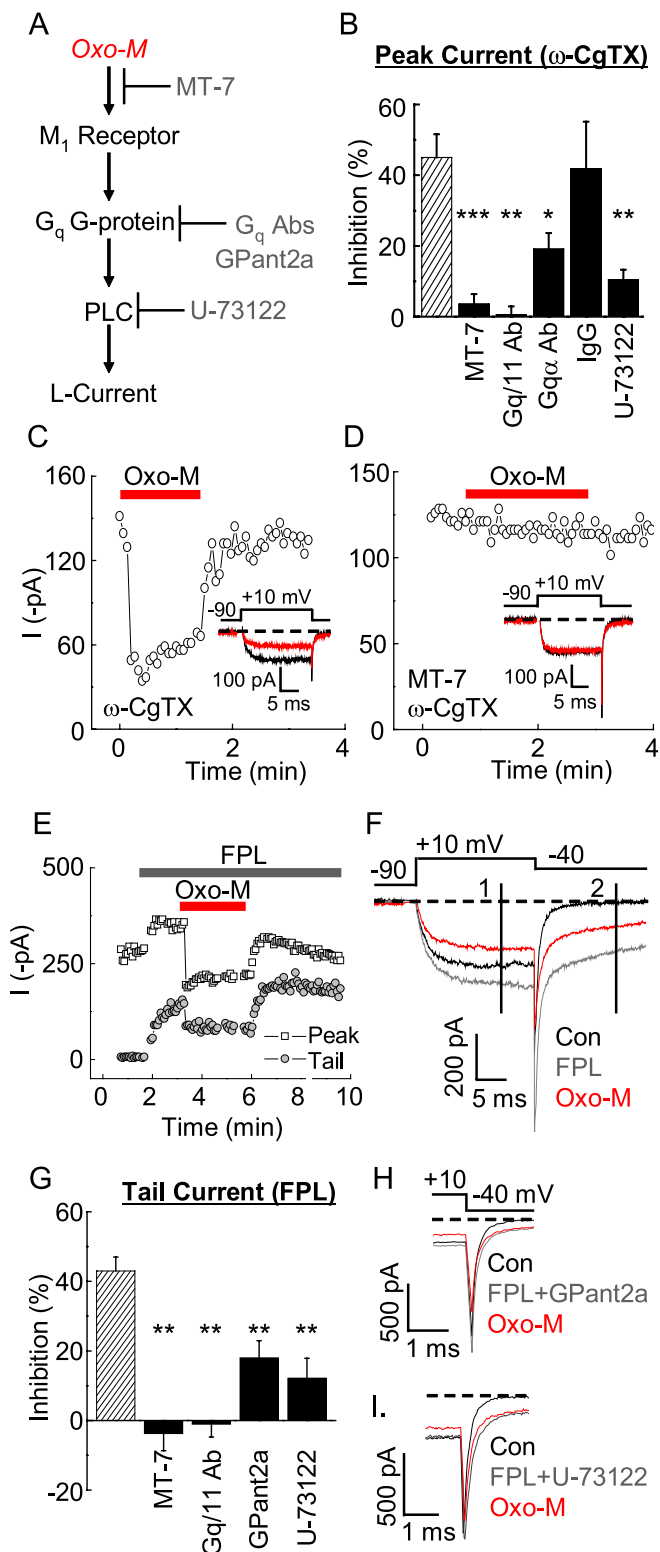 A
Oxo-M
MT-7
M1 Receptor
Gq G-protein
Gq Abs
GPant2a
PLC
U-73122
L-Current
B
Peak Current (ω-CgTX)
Inhibition (%)
60
40
20
0
*** ** * **
MT-7
Gq/11 Ab
Gqα Ab
IgG
U-73122
C
Oxo-M
I (-pA)
160
120
60
0
-90
+10 mV
100 pA
5 ms
ω-CgTX
0 2 4
Time (min)
D
Oxo-M
150
100
50
0
-90
+10 mV
100 pA
5 ms
MT-7
ω-CgTX
0 2 4
Time (min)
E
FPL
Oxo-M
I (-pA)
500
250
0
Peak
Tail
0 2 4 6 8 10
Time (min)
F
+10 mV
-90
-40
1
2
200 pA
5 ms
Con
FPL
Oxo-M
G
Tail Current (FPL)
Inhibition (%)
60
40
20
0
-20
** ** ** **
MT-7
Gq/11 Ab
GPant2a
U-73122
H
+10
-40 mV
Con
FPL+GPant2a
Oxo-M
500 pA
1 ms
I.
Con
FPL+U-73122
Oxo-M
500 pA
1 ms